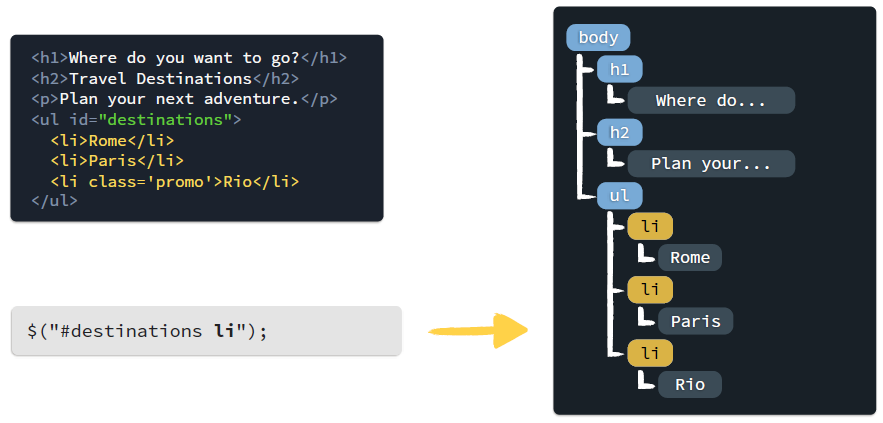 <h1>Where do you want to go?</h1>
<h2>Travel Destinations</h2>
<p>Plan your next adventure.</p>
<ul id="destinations">
<li>Rome</li>
<li>Paris</li>
<li class='promo'>Rio</li>
</ul>
$("#destinations li");
body
h1
Where do...
h2
Plan your...
ul
li
Rome
li
Paris
li
Rio